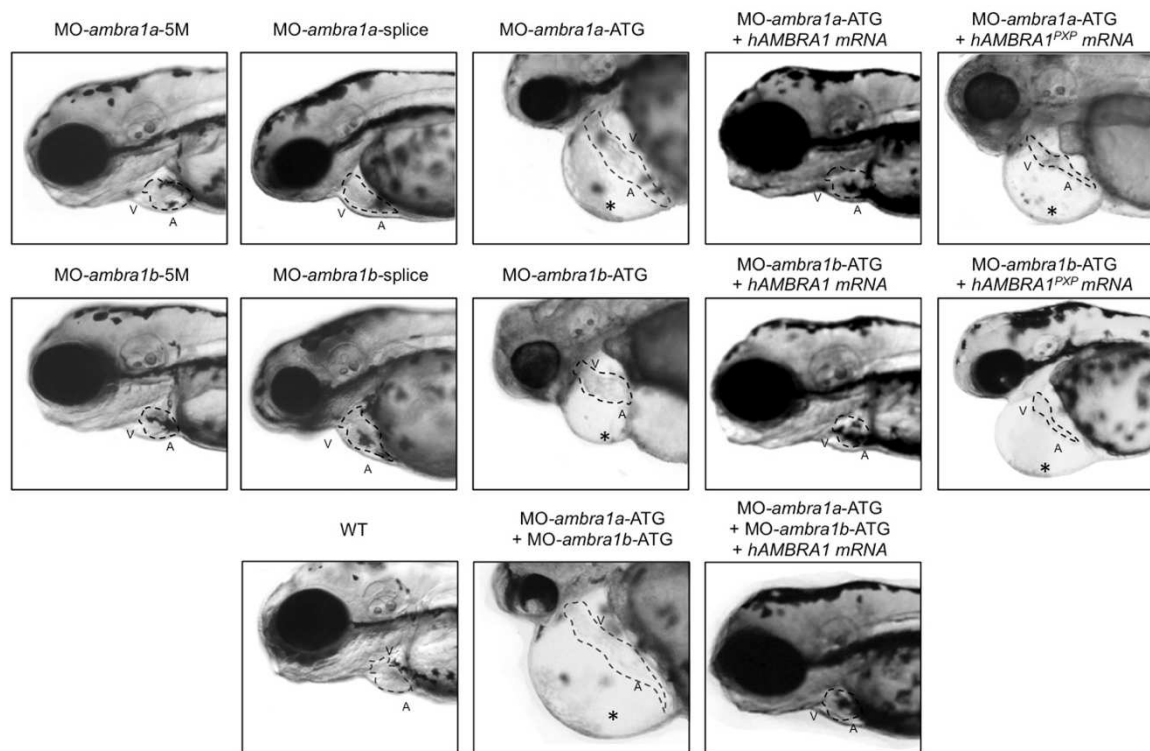 MO-ambra1a-5M
MO-ambra1a-splice
MO-ambra1a-ATG
MO-ambra1a-ATG
+ hAMBRA1 mRNA
MO-ambra1a-ATG
+ hAMBRA1PXP mRNA
V
A
V
A
V
A
*
V
A
V
A
*
MO-ambra1b-5M
MO-ambra1b-splice
MO-ambra1b-ATG
MO-ambra1b-ATG
+ hAMBRA1 mRNA
MO-ambra1b-ATG
+ hAMBRA1PXP mRNA
V
A
V
A
V
A
*
V
A
V
A
*
WT
MO-ambra1a-ATG
+ MO-ambra1b-ATG
MO-ambra1a-ATG
+ MO-ambra1b-ATG
+ hAMBRA1 mRNA
V
A
V
A
*
V
A